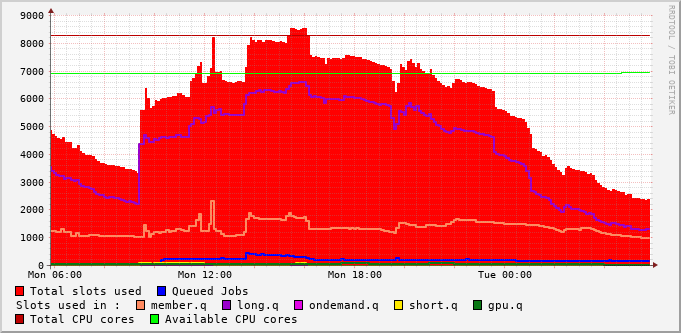 9000
8000
7000
6000
5000
4000
3000
2000
1000
0
Mon 06:00 Mon 12:00 Mon 18:00 Tue 00:00
Total slots used Queued Jobs
Slots used in : member.q long.q ondemand.q short.q gpu.q
Total CPU cores Available CPU cores
RRDTOOL / TOBI OETIKER